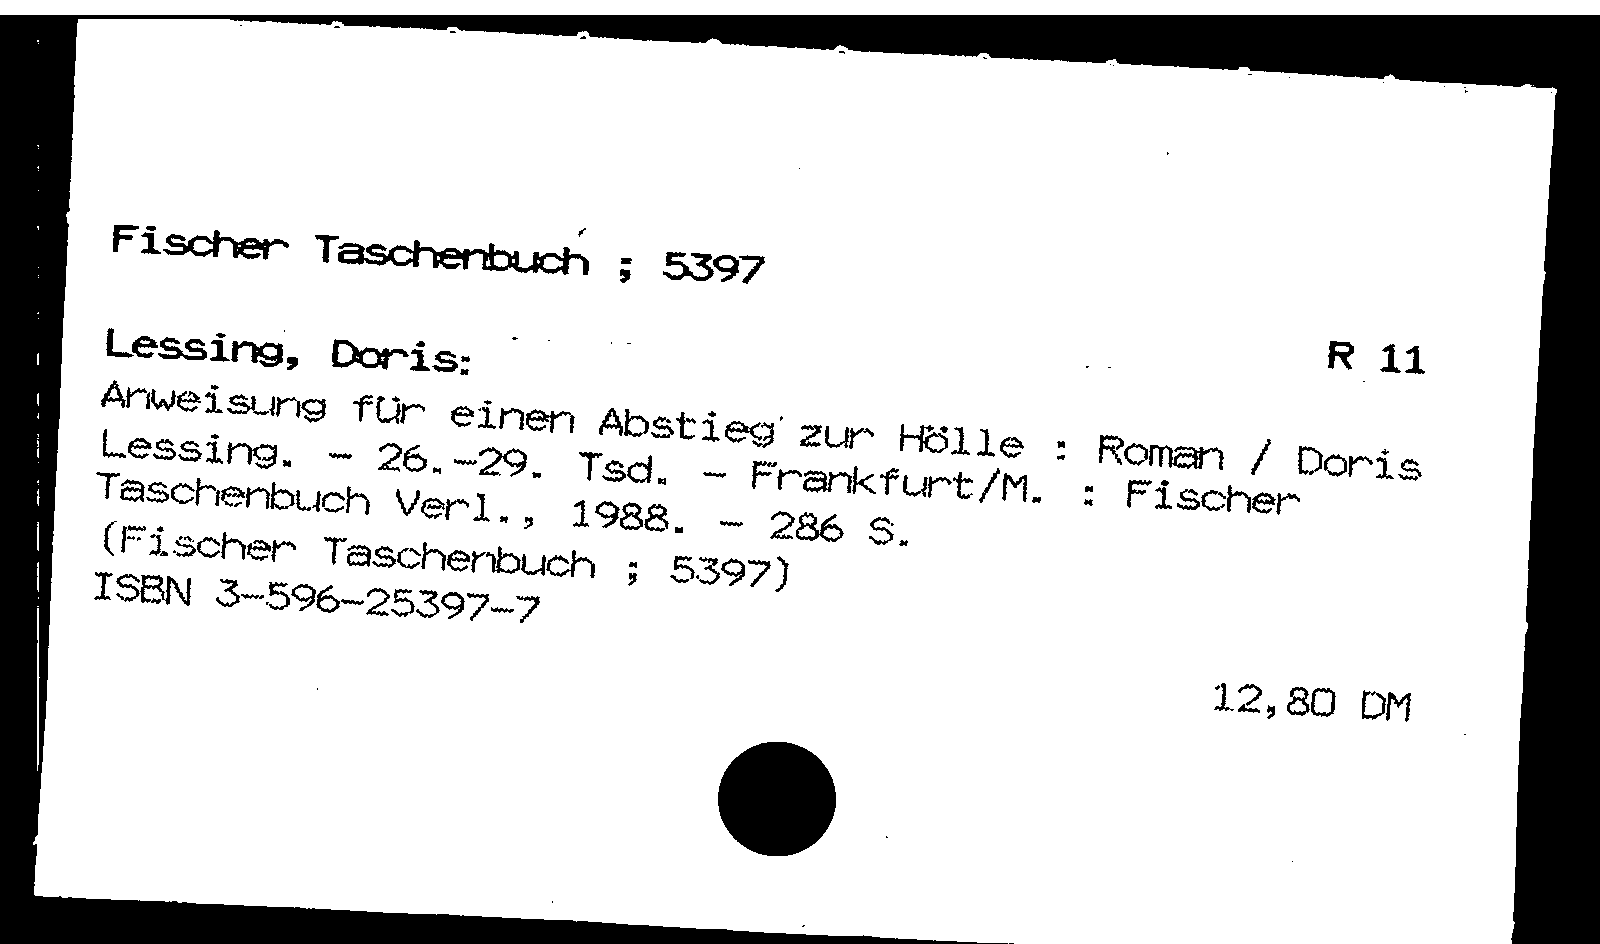 Fischer Taschenbuch ; 5397
Lessing, Doris: R 11
Anweisung für einen Abstieg zur Hölle : Roman / Doris
Lessing. - 26.-29. Tsd. - Frankfurt/M. : Fischer
Taschenbuch Verl., 1988. - 286 S.
(Fischer Taschenbuch ; 5397)
ISBN 3-596-25397-7
12,80 DM